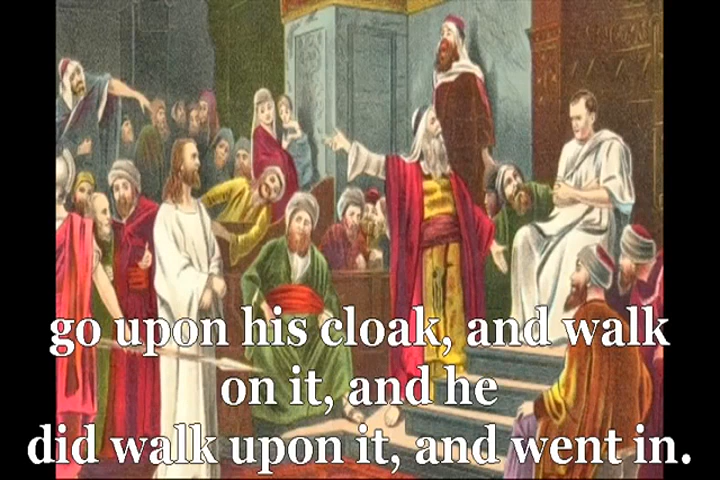 go upon his cloak, and walk
on it, and he
did walk upon it, and went in.